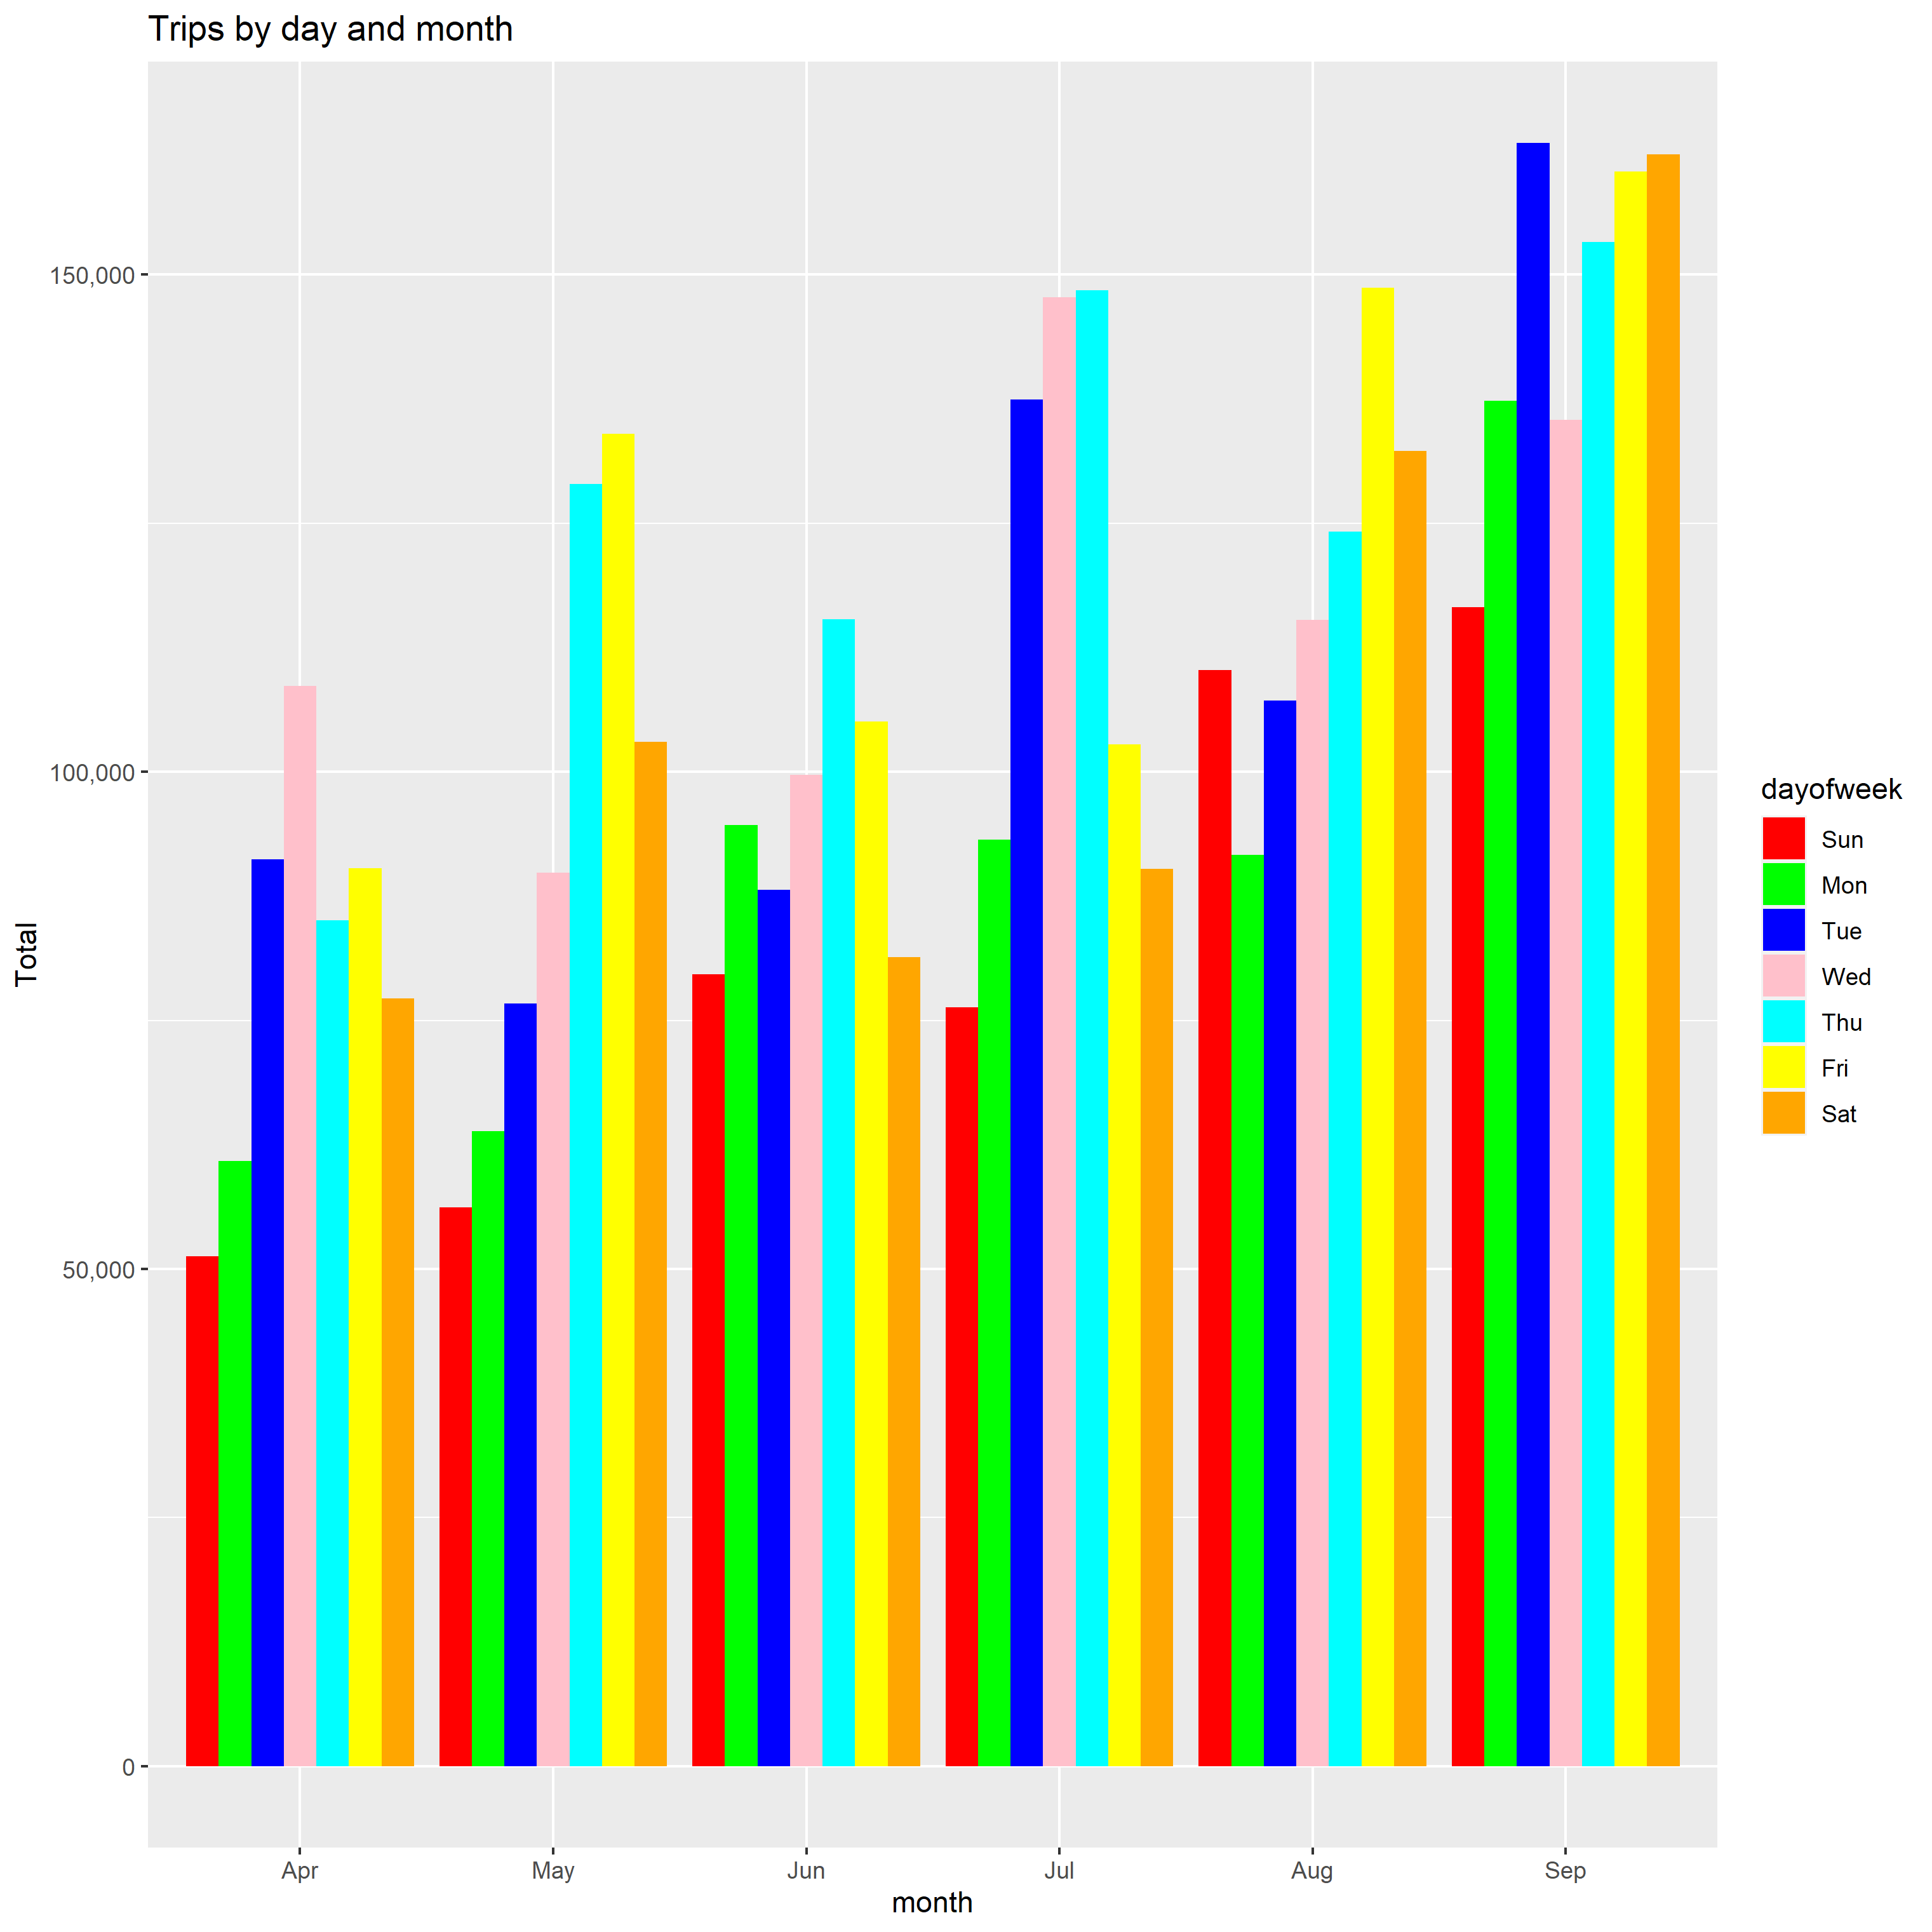 Trips by day and month
Total
150,000
100,000
50,000
0
Apr May Jun Jul Aug Sep
month
dayofweek
Sun
Mon
Tue
Wed
Thu
Fri
Sat